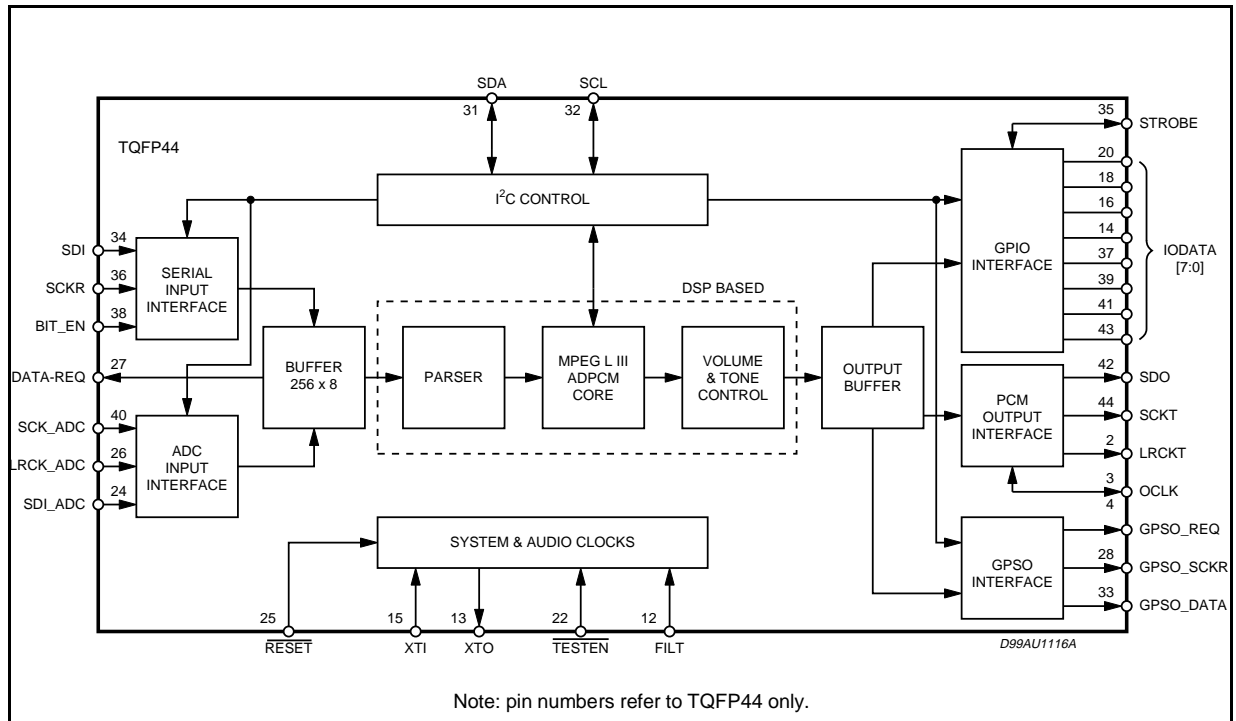 SDA
SCL
31
32
35
STROBE
TQFP44
20
18
I2C CONTROL
16
14
SDI
34
GPIO
INTERFACE
37
IODATA
[7:0]
SERIAL
INPUT
INTERFACE
SCKR
36
39
DSP BASED
41
BIT_EN
38
43
DATA-REQ
27
BUFFER
256 x 8
PARSER
MPEG L III
ADPCM
CORE
VOLUME
& TONE
CONTROL
OUTPUT
BUFFER
42
SDO
PCM
OUTPUT
INTERFACE
44
SCKT
SCK_ADC
40
2
LRCKT
LRCK_ADC
26
ADC
INPUT
INTERFACE
3
OCLK
SDI_ADC
24
4
GPSO_REQ
SYSTEM & AUDIO CLOCKS
GPSO
INTERFACE
28
GPSO_SCKR
33
GPSO_DATA
25
15
13
22
12
RESET
XTI
XTO
TESTEN
FILT
D99AU1116A
Note: pin numbers refer to TQFP44 only.